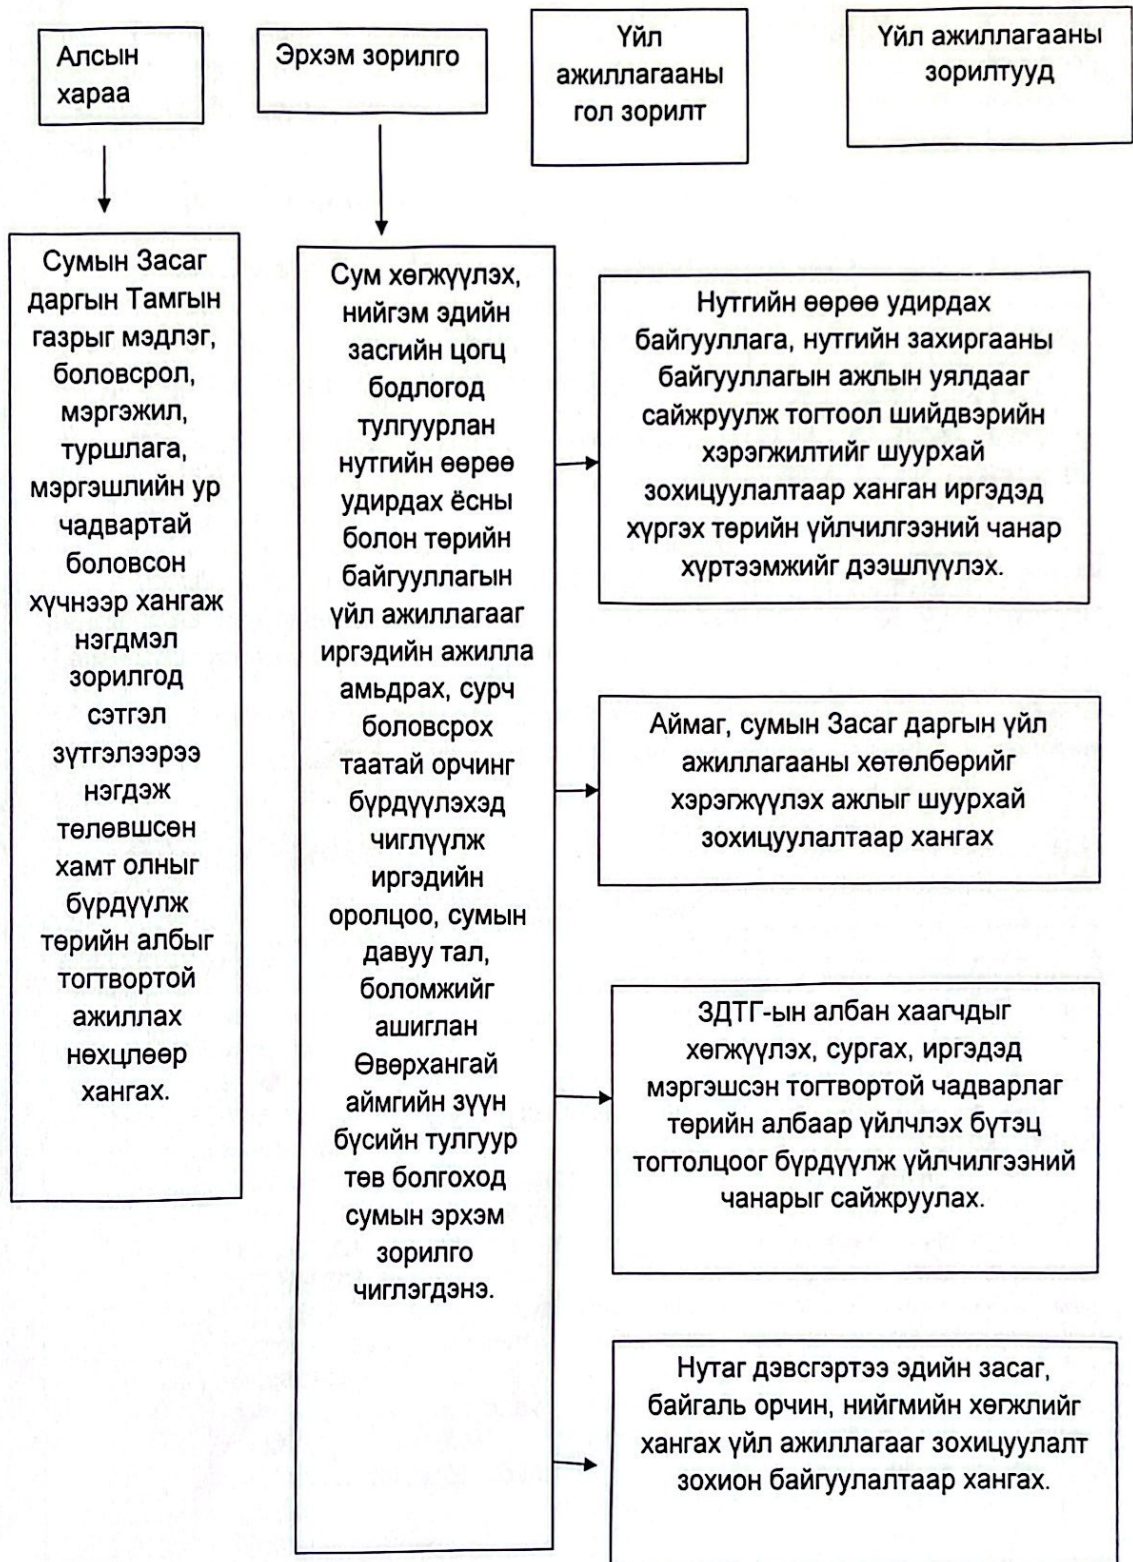 Алсын
хараа
Эрхэм зорилго
Үйл
ажиллагааны
гол зорилт
Үйл ажиллагааны
зорилтууд
Сумын Засаг
даргын Тамгын
газрыг мэдлэг,
боловсрол,
мэргэжил,
туршлага,
мэргэшлийн ур
чадвартай
боловсон
хүчнээр хангаж
нэгдмэл
зорилгод
сэтгэл
зүтгэлээрээ
нэгдэж
төлөвшсөн
хамт олныг
бүрдүүлж
төрийн албыг
тогтвортой
ажиллах
нөхцлөөр
хангах.
Сум хөгжүүлэх,
нийгэм эдийн
засгийн цогц
бодлогод
тулгуурлан
нутгийн өөрөө
удирдах ёсны
болон төрийн
байгууллагын
үйл ажиллагааг
иргэдийн ажилла
амьдрах, сурч
боловсрох
таатай орчинг
бүрдүүлэхэд
чиглүүлж
иргэдийн
оролцоо, сумын
давуу тал,
боломжийг
ашиглан
Өвөрхангай
аймгийн зүүн
бүсийн тулгуур
төв болгоход
сумын эрхэм
зорилго
чиглэгдэнэ.
Нутгийн өөрөө удирдах
байгууллага, нутгийн захиргааны
байгууллагын ажлын уялдааг
сайжруулж тогтоол шийдвэрийн
хэрэгжилтийг шуурхай
зохицуулалтаар ханган иргэдэд
хүргэх төрийн үйлчилгээний чанар
хүртээмжийг дээшлүүлэх.
Аймаг, сумын Засаг даргын үйл
ажиллагааны хөтөлбөрийг
хэрэгжүүлэх ажлыг шуурхай
зохицуулалтаар хангах
ЗДТГ-ын албан хаагчдыг
хөгжүүлэх, сургах, иргэдэд
мэргэшсэн тогтвортой чадварлаг
төрийн албаар үйлчлэх бүтэц
тогтолцоог бүрдүүлж үйлчилгээний
чанарыг сайжруулах.
Нутаг дэвсгэртээ эдийн засаг,
байгаль орчин, нийгмийн хөгжлийг
хангах үйл ажиллагааг зохицуулалт
зохион байгуулалтаар хангах.